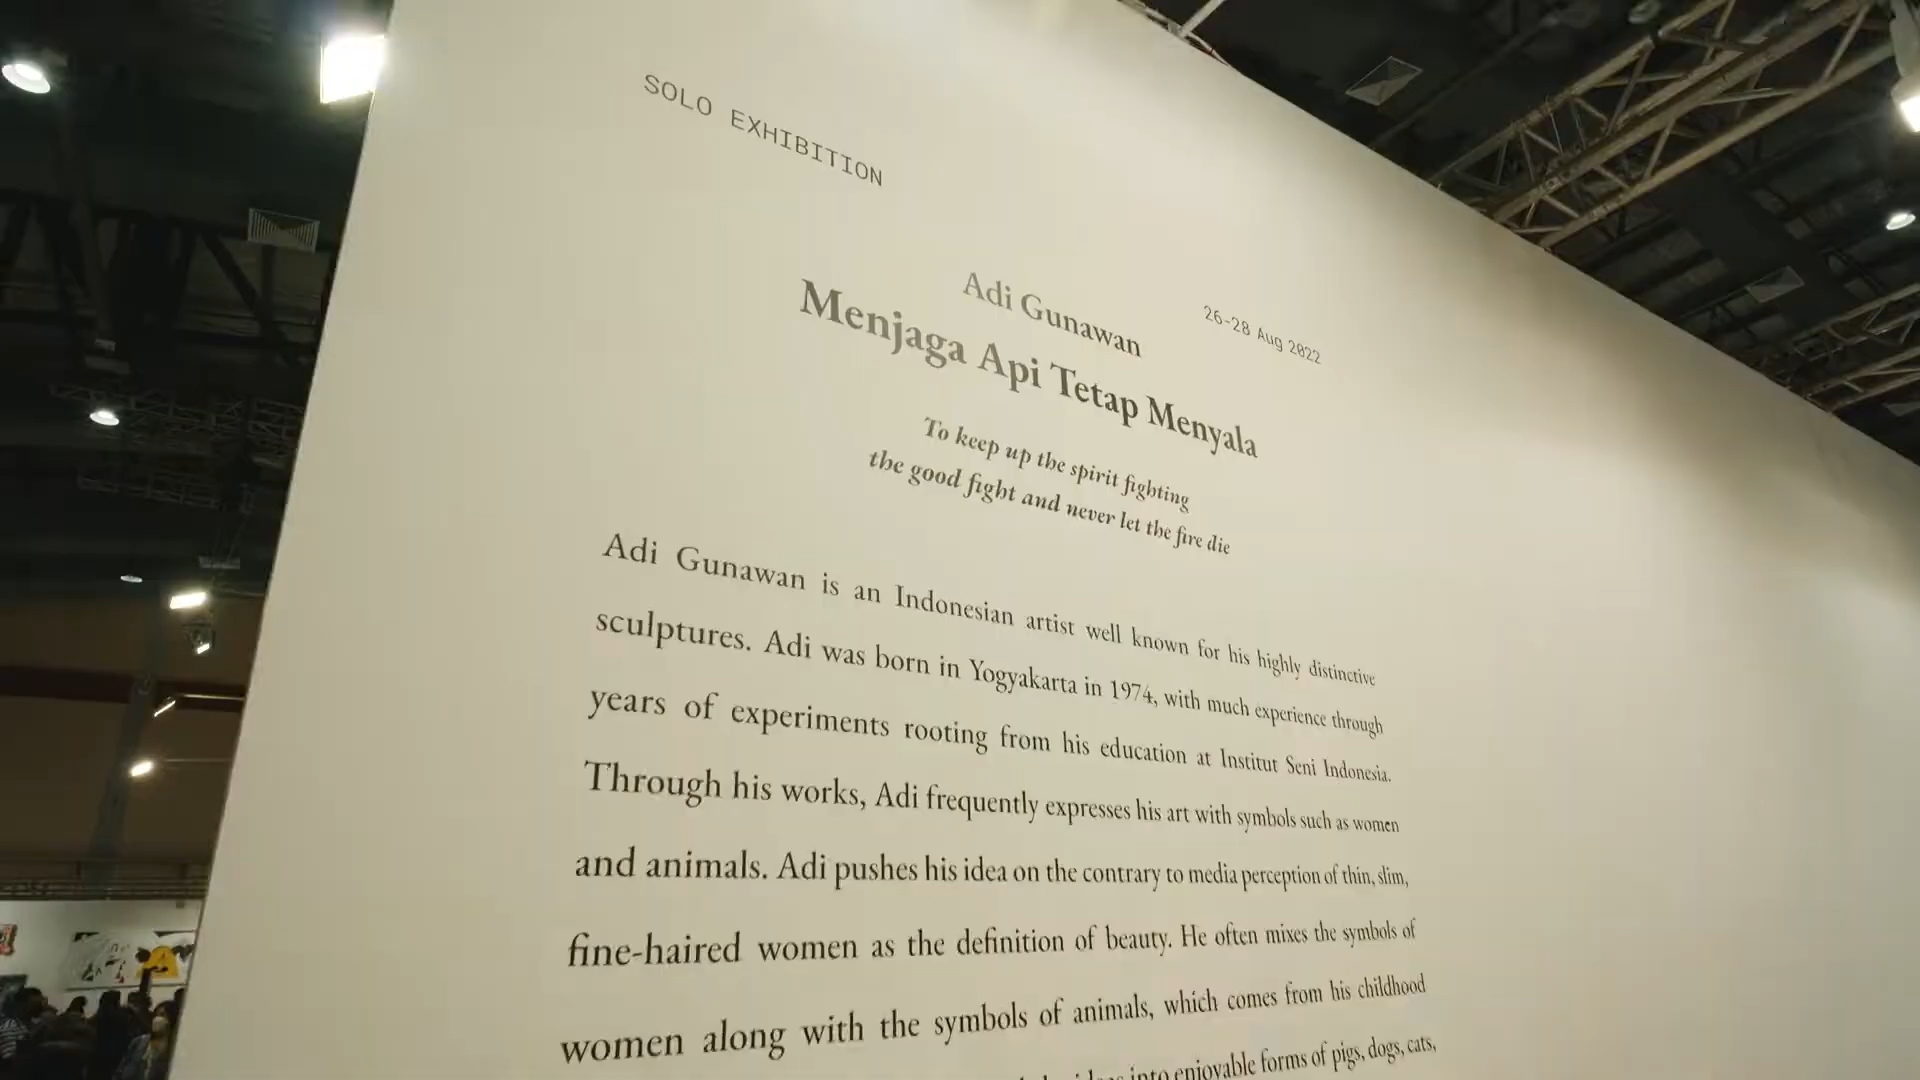 SOLO EXHIBITION
Adi Gunawan
26-28 Aug 2022
Menjaga Api Tetap Menyala
To keep up the spirit fighting
the good fight and never let the fire die
Adi Gunawan is an Indonesian artist well known for his highly distinctive
sculptures. Adi was born in Yogyakarta in 1974, with much experience through
years of experiments rooting from his education at Institut Seni Indonesia.
Through his works, Adi frequently expresses his art with symbols such as women
and animals. Adi pushes his idea on the contrary to media perception of thin, slim,
fine-haired women as the definition of beauty. He often mixes the symbols of
women along with the symbols of animals, which comes from his childhood
into enjoyable forms of pigs, dogs, cats,